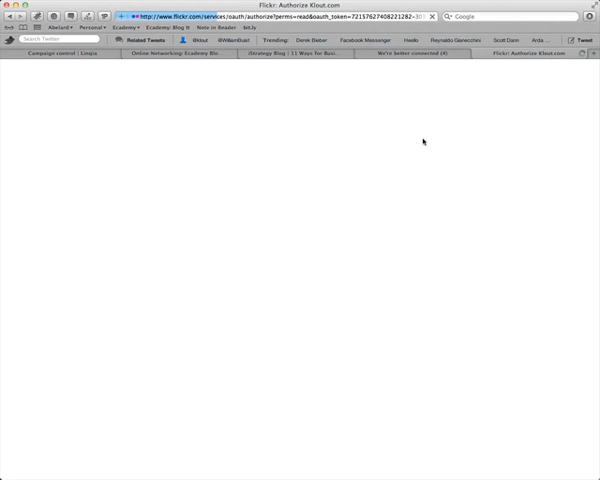 Flickr: Authorize Klout.com
http://www.flickr.com/services/oauth/authorize?perms=read&oauth_token=72157627408221282-
Google
Abelard Personal Ecademy Ecademy: Blog It Note in Reader bit.ly
Search Twitter Related Tweets @klout Trending: Derek Bieber Facebook Messenger Reynaldo Gianecchini Scott Dann Arda ... Tweet
Campaign control | Linqia Online Networking: Ecademy Blo... iStrategy Blog | 11 Ways for Busi... We're better connected (4) Flickr: Authorize Klout.com